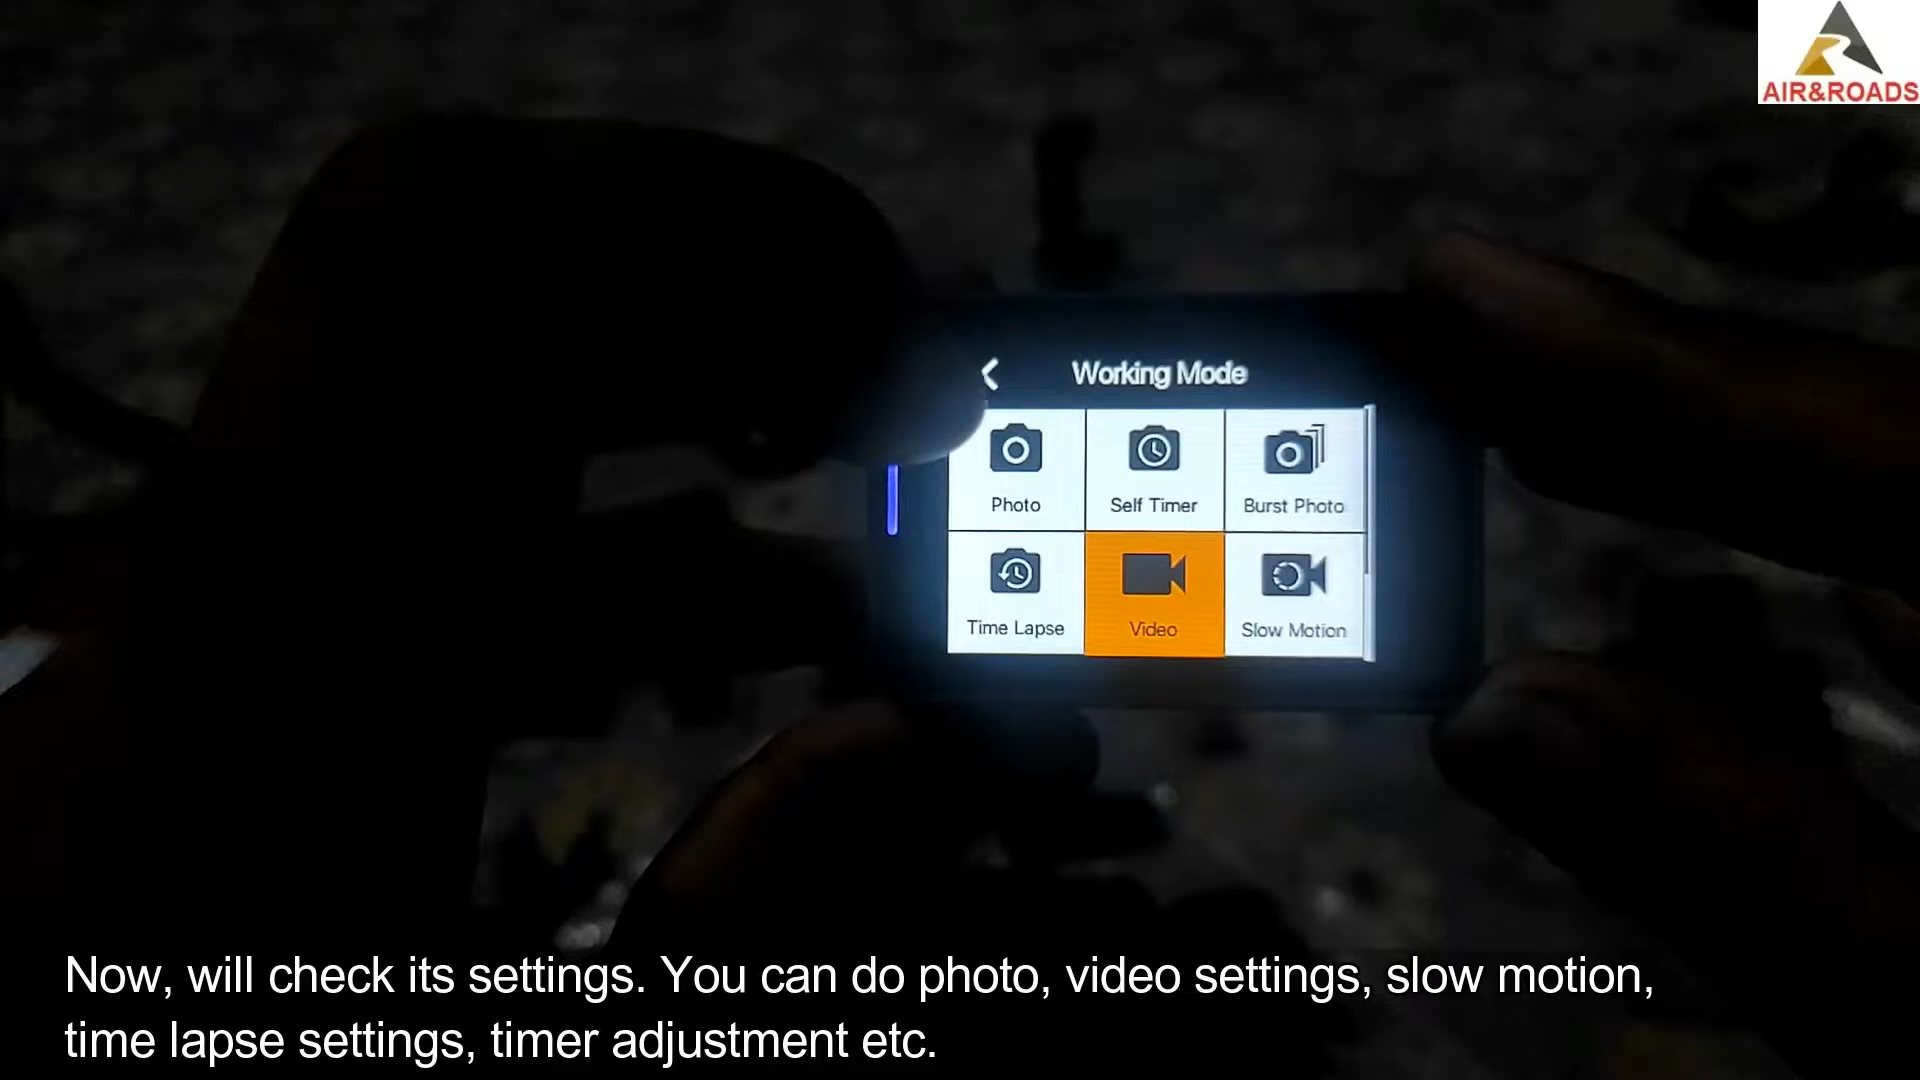 AIR&ROADS
Working Mode
Photo
Self Timer
Burst Photo
Time Lapse
Video
Slow Motion
Now, will check its settings. You can do photo, video settings, slow motion,
time lapse settings, timer adjustment etc.